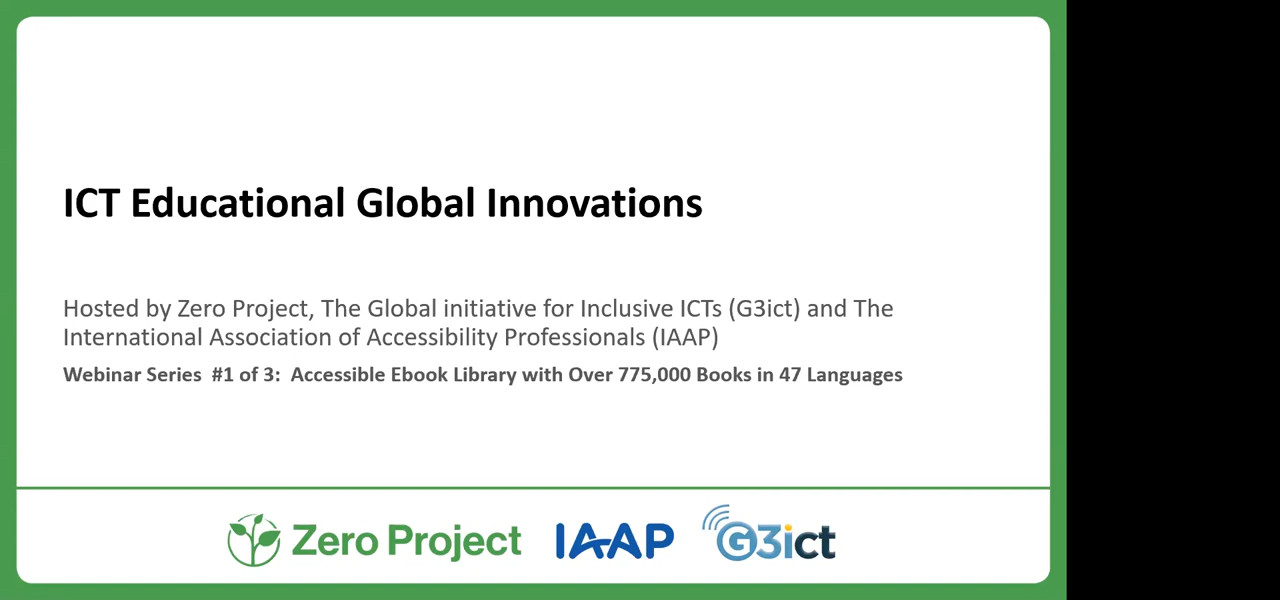 ICT Educational Global Innovations
Hosted by Zero Project, The Global initiative for Inclusive ICTs (G3ict) and The
International Association of Accessibility Professionals (IAAP)
Webinar Series  #1 of 3:  Accessible Ebook Library with Over 775,000 Books in 47 Languages
Zero Project IAAP G3ict